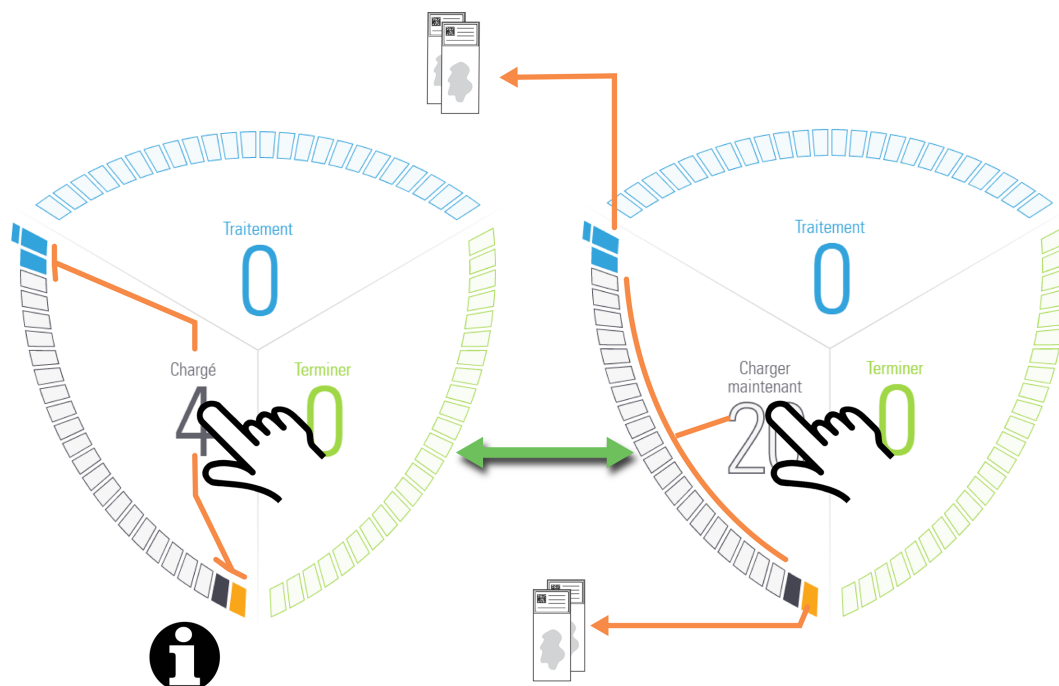 Traitement
0
Chargé
4
Terminer
0
Traitement
0
Charger
maintenant
20
Terminer
0